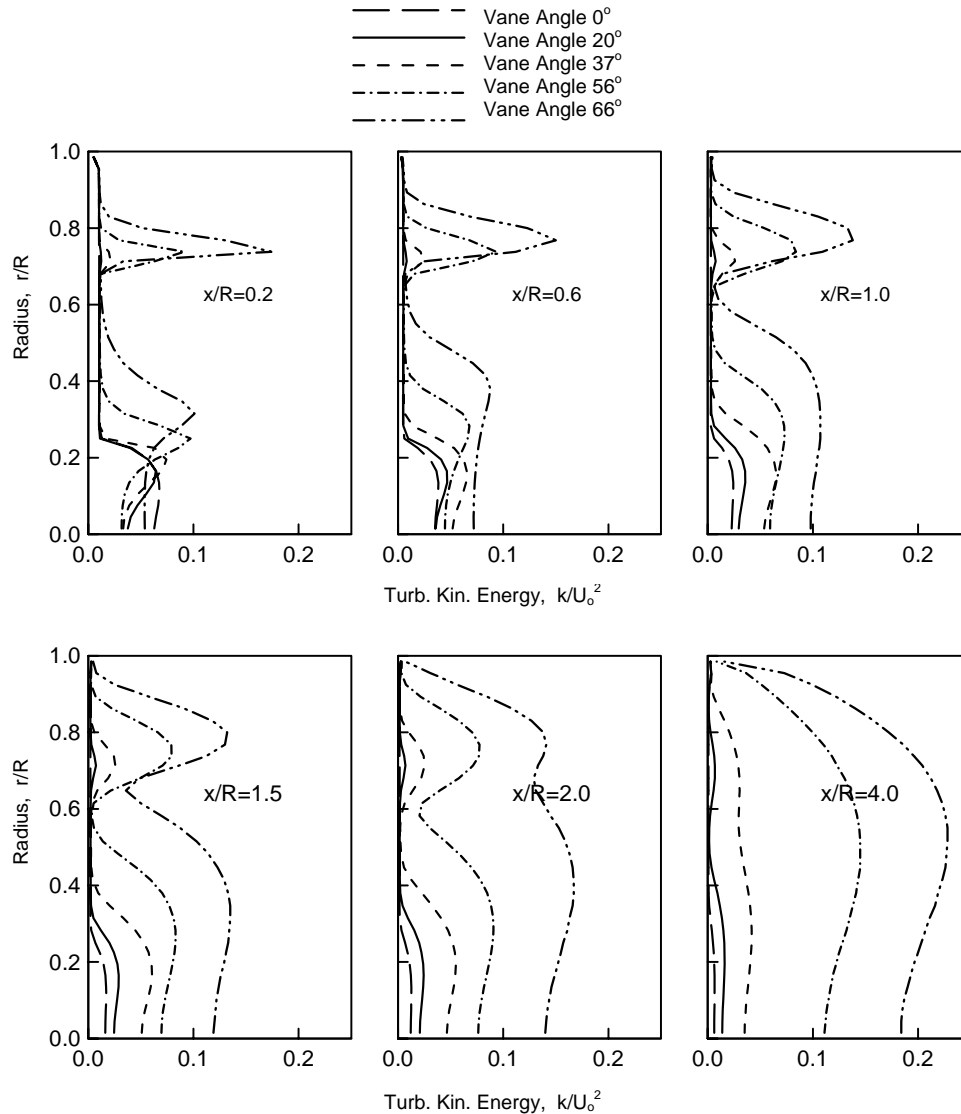 Vane Angle 0°
Vane Angle 20°
Vane Angle 37°
Vane Angle 56°
Vane Angle 66°
1.0
0.8
0.6
0.4
0.2
0.0
Radius, r/R
x/R=0.2
x/R=0.6
x/R=1.0
0.0 0.1 0.2
0.0 0.1 0.2
0.0 0.1 0.2
Turb. Kin. Energy, k/Uₒ²
1.0
0.8
0.6
0.4
0.2
0.0
Radius, r/R
x/R=1.5
x/R=2.0
x/R=4.0
0.0 0.1 0.2
0.0 0.1 0.2
0.0 0.1 0.2
Turb. Kin. Energy, k/Uₒ²